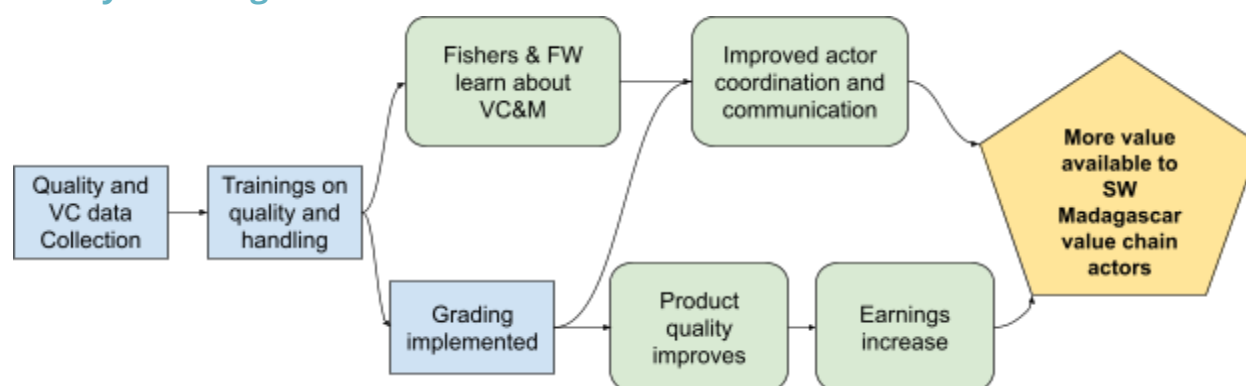 Fishers & FW
learn about
VC&M
Improved actor
coordination and
communication
More value
available to
SW
Madagascar
value chain
actors
Quality and
VC data
Collection
Trainings on
quality and
handling
Grading
implemented
Product
quality
improves
Earnings
increase